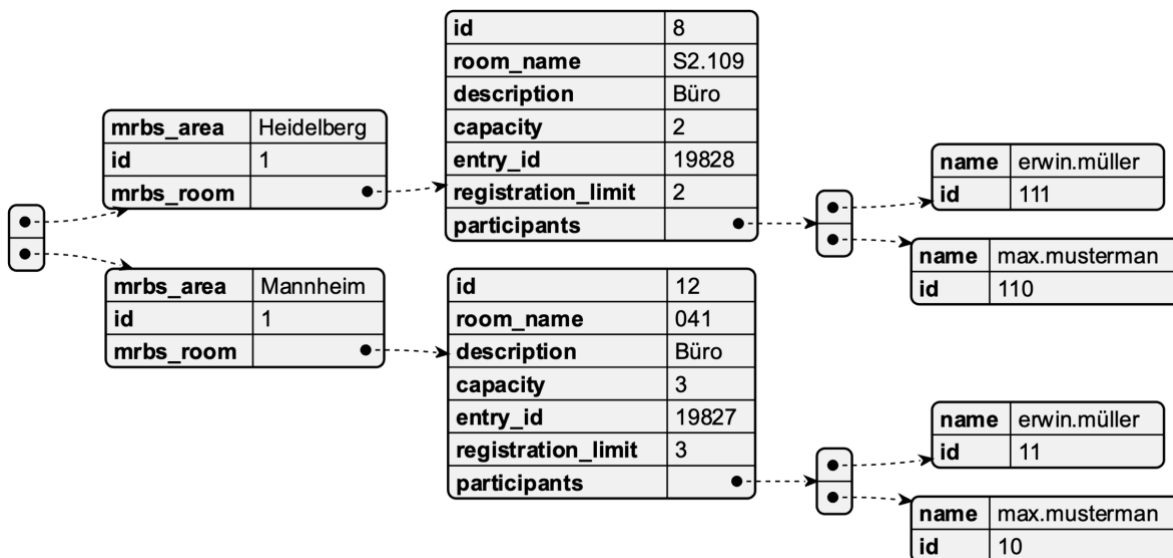 mrbs_area Heidelberg
id 1
mrbs_room
id 8
room_name S2.109
description Büro
capacity 2
entry_id 19828
registration_limit 2
participants
name erwin.müller
id 111
name max.musterman
id 110
mrbs_area Mannheim
id 1
mrbs_room
id 12
room_name 041
description Büro
capacity 3
entry_id 19827
registration_limit 3
participants
name erwin.müller
id 11
name max.musterman
id 10